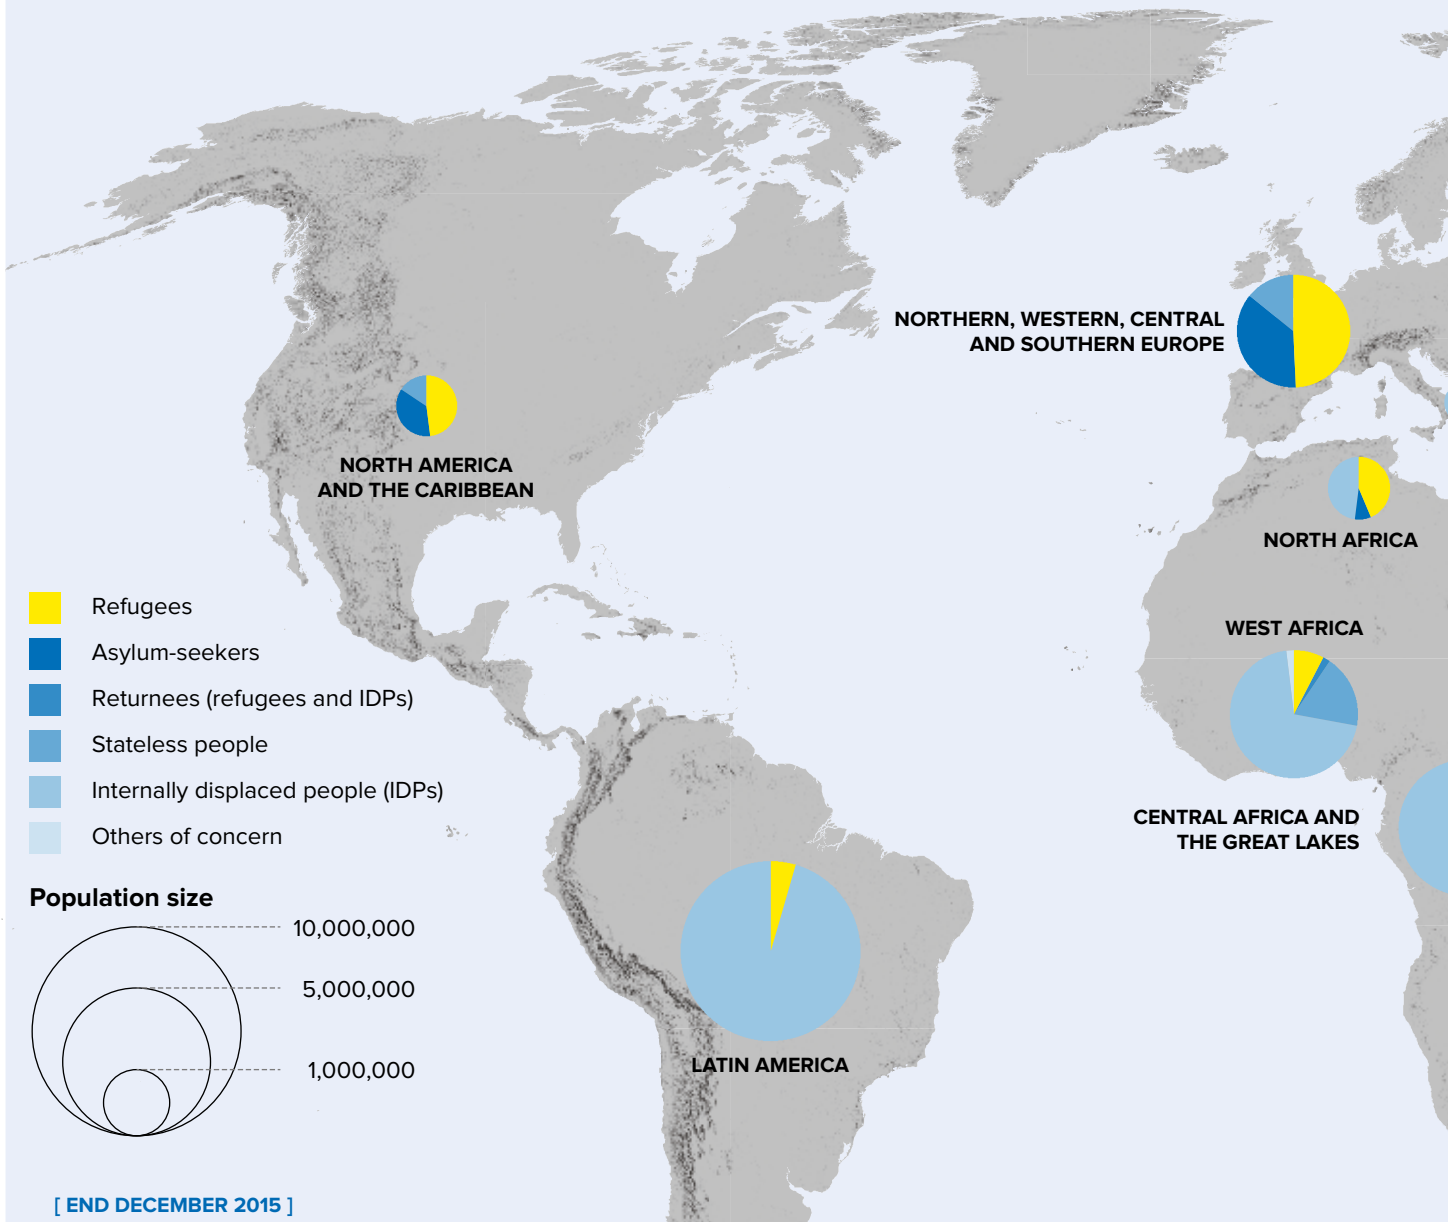 NORTHERN, WESTERN, CENTRAL
AND SOUTHERN EUROPE
NORTH AMERICA
AND THE CARIBBEAN
NORTH AFRICA
WEST AFRICA
CENTRAL AFRICA AND
THE GREAT LAKES
LATIN AMERICA
Refugees
Asylum-seekers
Returnees (refugees and IDPs)
Stateless people
Internally displaced people (IDPs)
Others of concern
Population size
10,000,000
5,000,000
1,000,000
[ END DECEMBER 2015 ]